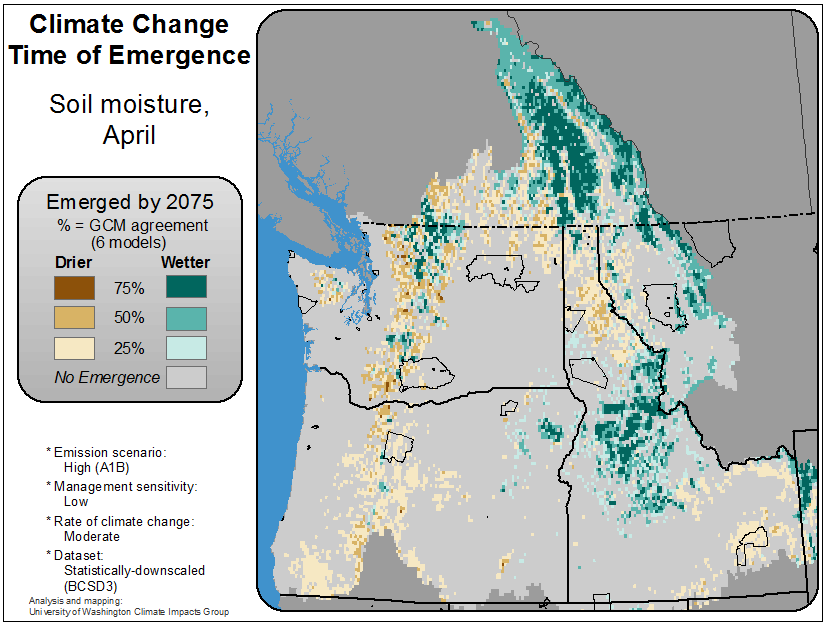 Climate Change
Time of Emergence
Soil moisture,
April
Emerged by 2075
% = GCM agreement
(6 models)
Drier Wetter
75%
50%
25%
No Emergence
* Emission scenario:
High (A1B)
* Management sensitivity:
Low
* Rate of climate change:
Moderate
* Dataset:
Statistically-downscaled
(BCSD3)
Analysis and mapping:
University of Washington Climate Impacts Group